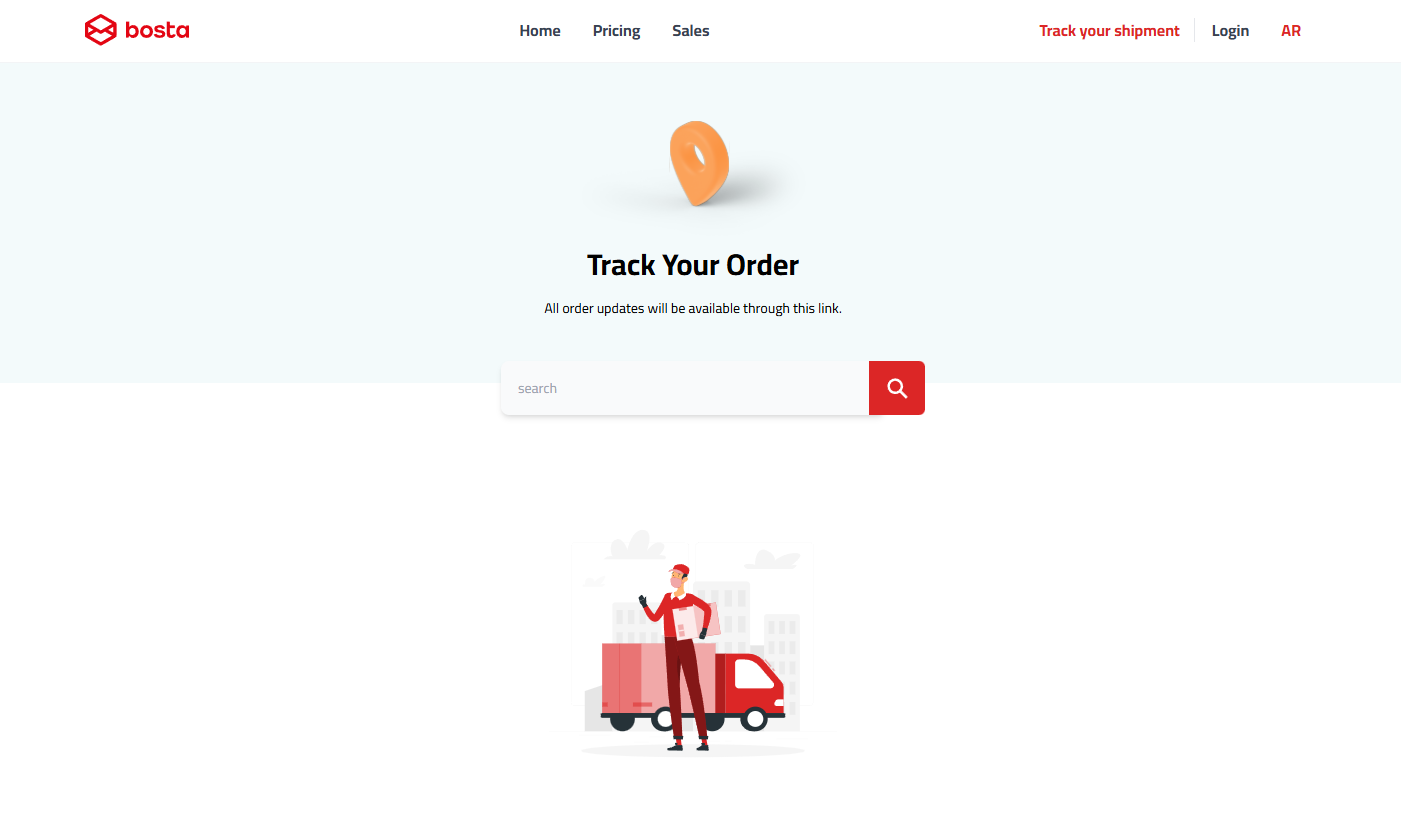 bosta
Home Pricing Sales
Track your shipment Login AR
Track Your Order
All order updates will be available through this link.
search